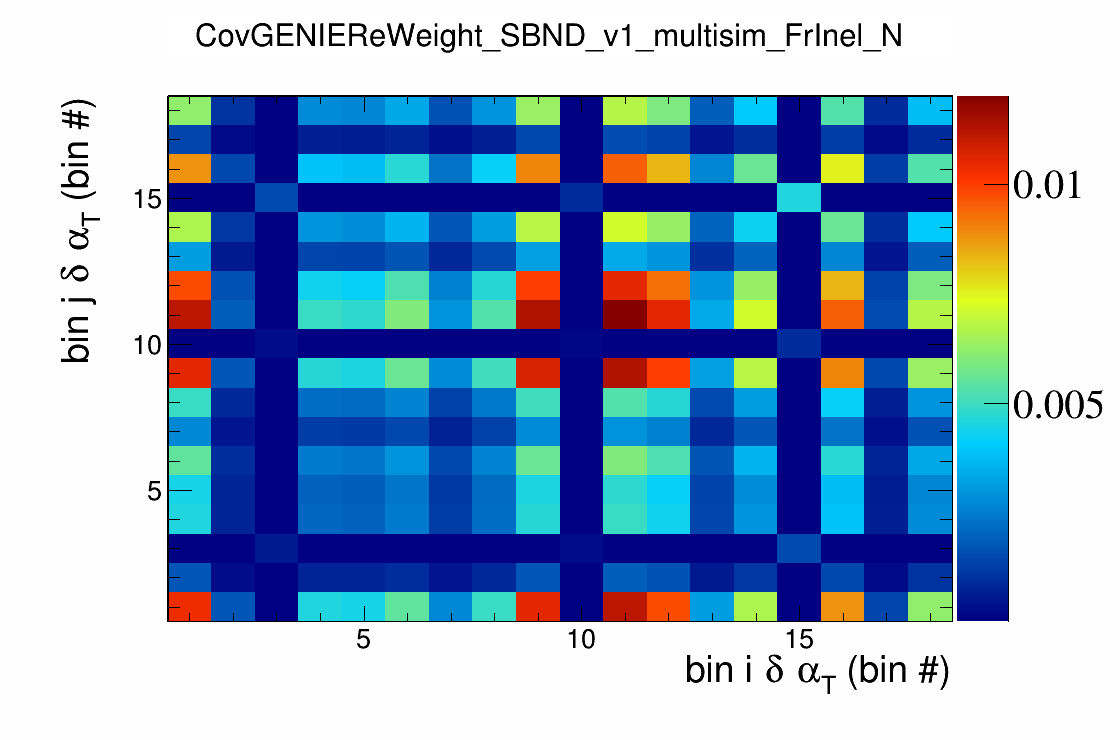 CovGENIEReWeight_SBND_v1_multisim_FrInel_N
bin j δ α_T (bin #)
15
10
5
0.01
0.005
5 10 15
bin i δ α_T (bin #)